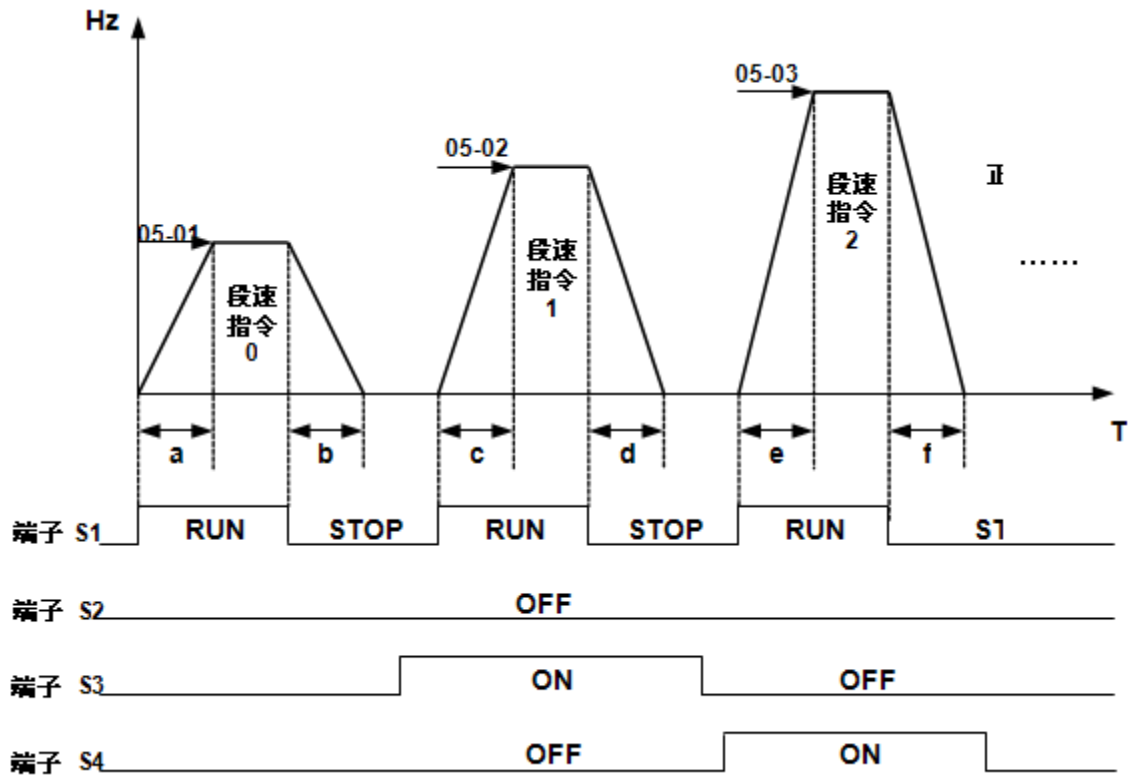 Hz
05-03
05-02
05-01
段速
指令
0
段速
指令
1
段速
指令
2
正
......
T
a
b
c
d
e
f
端子 S1
RUN
STOP
RUN
STOP
RUN
端子 S2
OFF
端子 S3
ON
OFF
端子 S4
OFF
ON